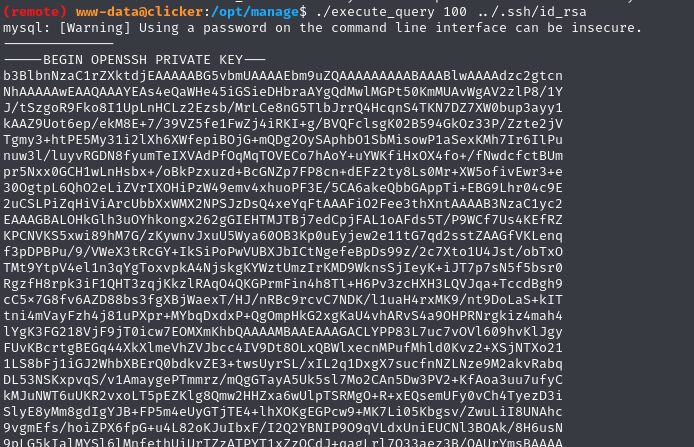 (remote) www-data@clicker:/opt/manage$ ./execute_query 100 ../.ssh/id_rsa
mysql: [Warning] Using a password on the command line interface can be insecure.
--------------
-----BEGIN OPENSSH PRIVATE KEY---
b3BlbnNzaC1rZXktdjEAAAAABG5vbmUAAAAEbm9uZQAAAAAAAAABAAABlwAAAAdzc2gtcn
NhAAAAAwEAAQAAAYEAs4eQaWHe45iGSieDHbraAYgQdMwlMGPt50KmMUAvWgAV2zlP8/1Y
J/tSzgoR9Fko8I1UpLnHCLz2Ezsb/MrLCe8nG5TlbJrrQ4HcqnS4TKN7DZ7XW0bup3ayy1
kAAZ9Uot6ep/ekM8E+7/39VZ5fe1FwZj4iRKI+g/BVQFclsgK02B594GkOz33P/Zzte2jV
Tgmy3+htPE5My31i2lXh6XWfepiBOjG+mQDg2OySAphbO1SbMisowP1aSexKMh7Ir6IlPu
nuw3l/luyvRGDN8fyumTeIXVAdPfOqMqTOVECo7hAoY+uYWKfiHxOX4fo+/fNwdcfctBUm
pr5Nxx0GCH1wLnHsbx+/oBkPzxuzd+BcGNZp7FP8cn+dEFz2ty8Ls0Mr+XW5ofivEwr3+e
30OgtpL6QhO2eLiZVrIXOHiPzW49emv4xhuoPF3E/5CA6akeQbbGAppTi+EBG9Lhr04c9E
2uCSLPiZqHiViArcUbbXxWMX2NPSJzDsQ4xeYqFtAAAFiO2Fee3thXntAAAAB3NzaC1yc2
EAAAGBALOHkGlh3uOYhkongx262gGIEHTMJTBj7edCpjFAL1oAFds5T/P9WCf7Us4KEfRZ
KPCNVKS5xwi89hM7G/zKywnvJxuU5Wya60OB3Kp0uEyjew2e11tG7qd2sstZAAGfVKLenq
f3pDPBPu/9/VWeX3tRcGY+IkSiPoPwVUBXJbICtNgefeBpDs99z/2c7Xto1U4Jst/obTxO
TMt9YtpV4el1n3qYgToxvpkA4NjskgKYWztUmzIrKMD9WknsSjIeyK+iJT7p7sN5f5bsr0
RgzfH8rpk3iF1QHT3zqjKkzlRAqO4QKGPrmFin4h8Tl+H6Pv3zcHXH3LQVJqa+TccdBgh9
cC5x7G8fv6AZD88bs3fgXBjWaexT/HJ/nRBc9rcvC7NDK/l1uaH4rxMK9/nt9DoLaS+kIT
tni4mVayFzh4j81uPXpr+MYbqDxdxP+QgOmpHkG2xgKaU4vhARvS4a9OHPRNrgkiz4mah4
lYgK3FG218VjF9jT0icw7EOMXmKhbQAAAAMBAAEAAAGACLYPP83L7uc7vOVl609hvKlJgy
FUvKBcrtgBEGq44XkXlmeVhZVJbcc4IV9Dt8OLxQBWlxecnMPufMhld0Kvz2+XSjNTXo21
1LS8bFj1iGJ2WhbXBErQ0bdkvZE3+twsUyrSL/xIL2q1DxgX7sucfnNZLNze9M2akvRabq
DL53NSKxpvqS/v1AmaygePTmmrz/mQgGTayA5Uk5sl7Mo2CAn5Dw3PV2+KfAoa3uu7ufyC
kMJuNWT6uUKR2vxoLT5pEZKlg8Qmw2HHZxa6wUlpTSRMgO+R+xEQsemUFy0vCh4TyezD3i
SlyE8yMm8gdIgYJB+FP5m4eUyGTjTE4+lhXOKgEGPcw9+MK7Li05Kbgsv/ZwuLiI8UNAhc
9vgmEfs/hoiZPX6fpG+u4L82oKJuIbxF/I2Q2YBNIP9O9qVLdxUniEUCNl3BOAk/8H6usN